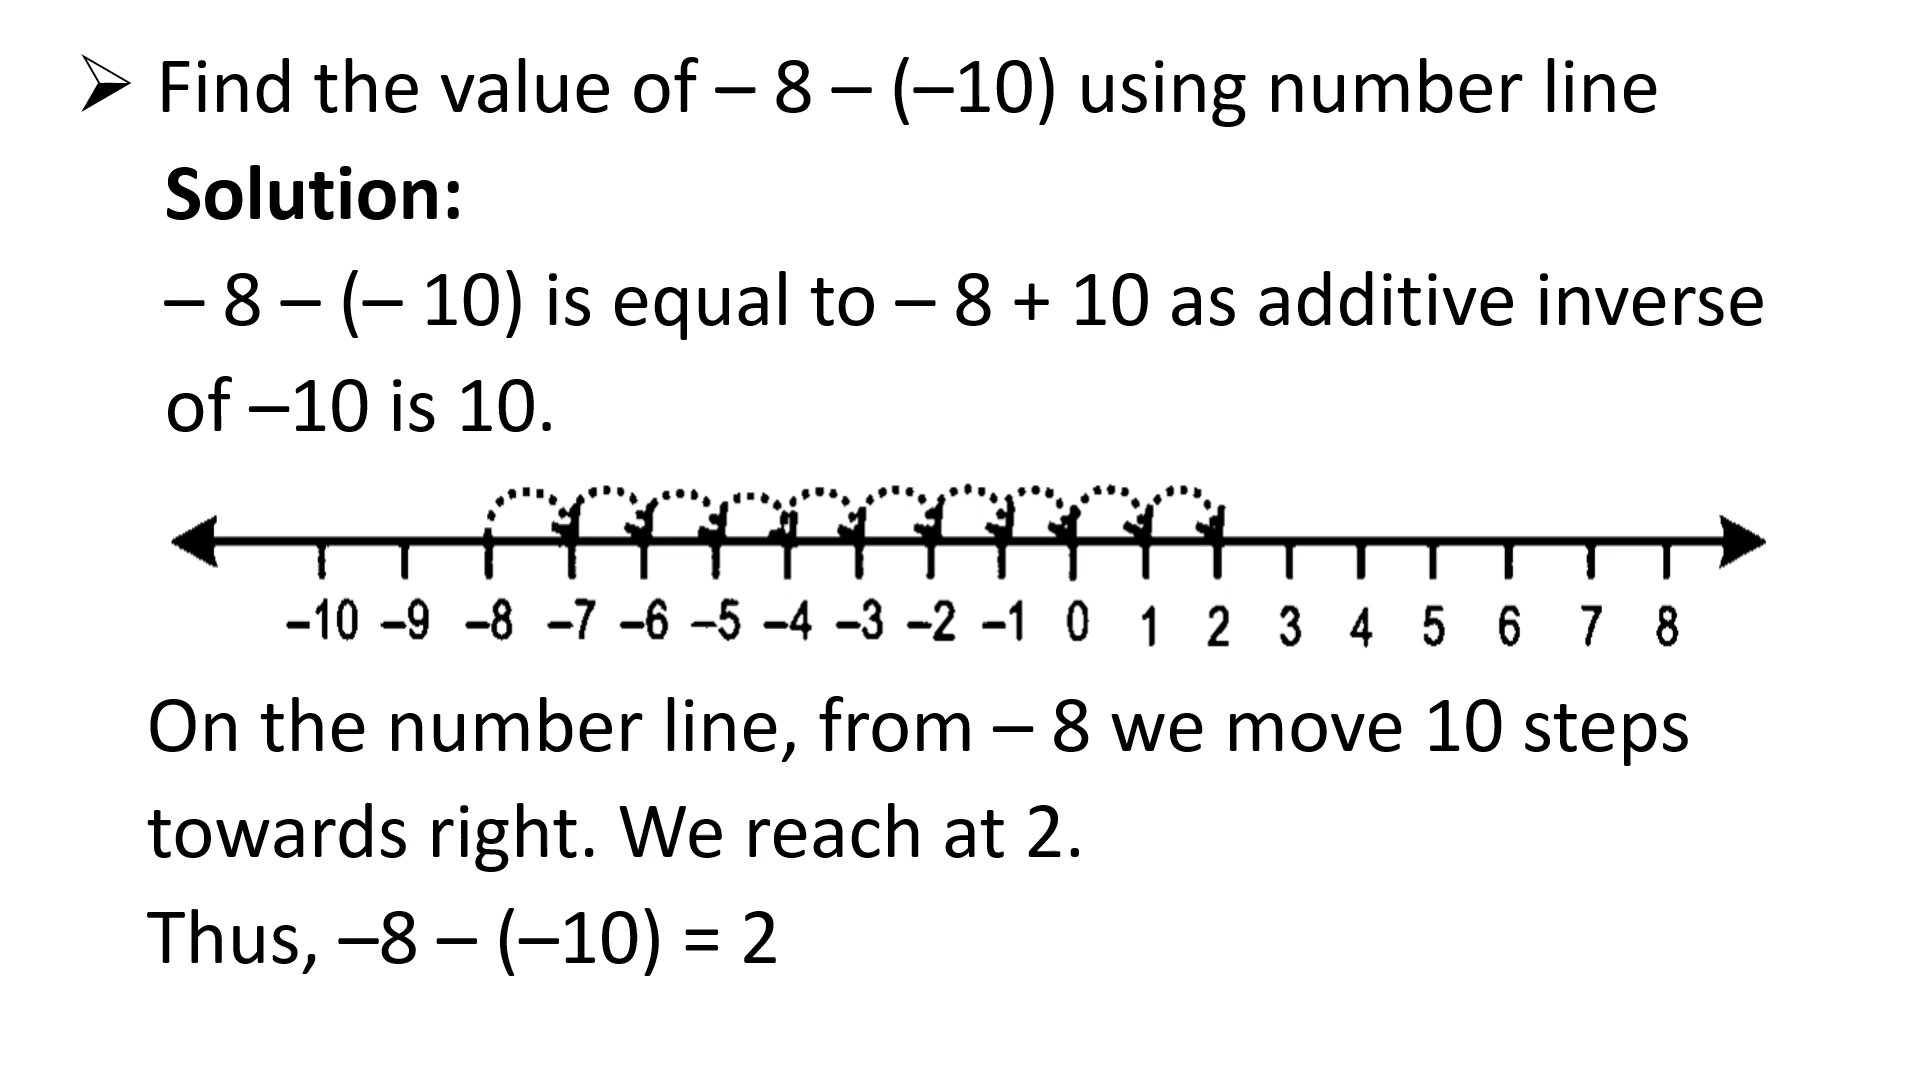 ➢ Find the value of – 8 – (–10) using number line
Solution:
– 8 – (– 10) is equal to – 8 + 10 as additive inverse
of –10 is 10.
–10 –9 –8 –7 –6 –5 –4 –3 –2 –1 0 1 2 3 4 5 6 7 8
On the number line, from – 8 we move 10 steps
towards right. We reach at 2.
Thus, –8 – (–10) = 2